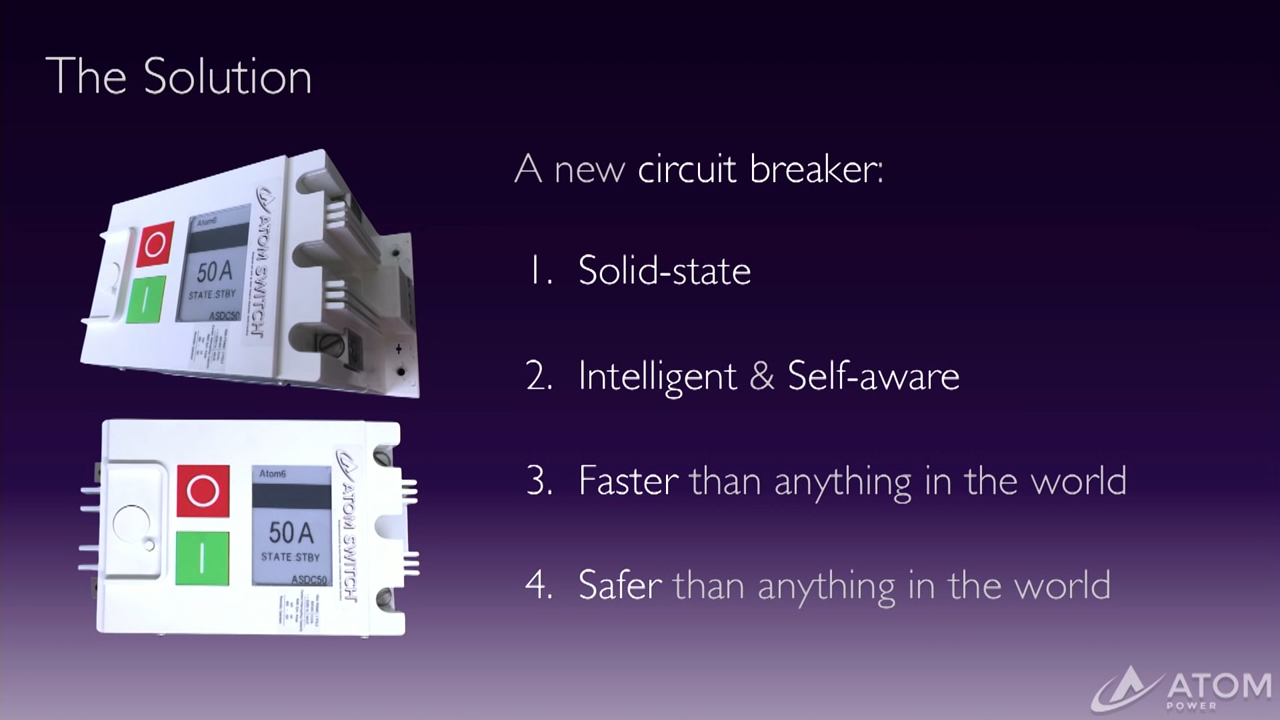 The Solution
A new circuit breaker:
1. Solid-state
2. Intelligent & Self-aware
3. Faster than anything in the world
4. Safer than anything in the world
Atom6
50 A
STATE:STBY
ASDC50
ATOM SWITCH
Atom6
50 A
STATE:STBY
ASDC50
ATOM SWITCH
ATOM
POWER